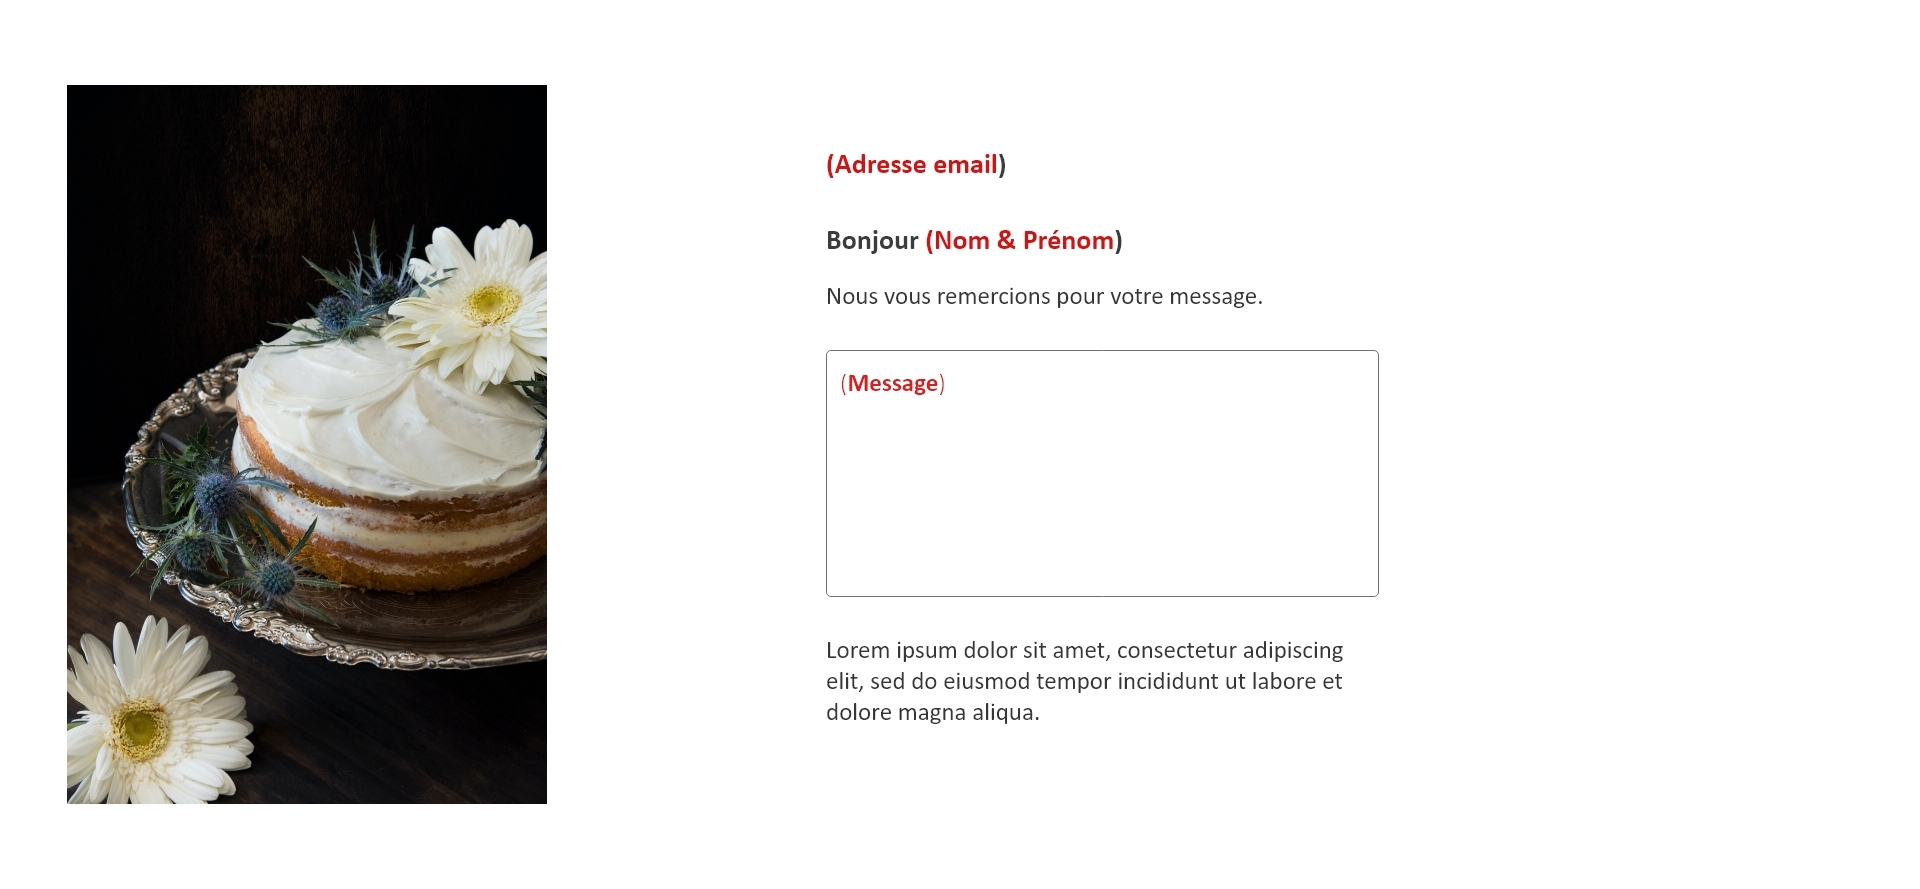 (Adresse email)
Bonjour (Nom & Prénom)
Nous vous remercions pour votre message.
(Message)
Lorem ipsum dolor sit amet, consectetur adipiscing
elit, sed do eiusmod tempor incididunt ut labore et
dolore magna aliqua.